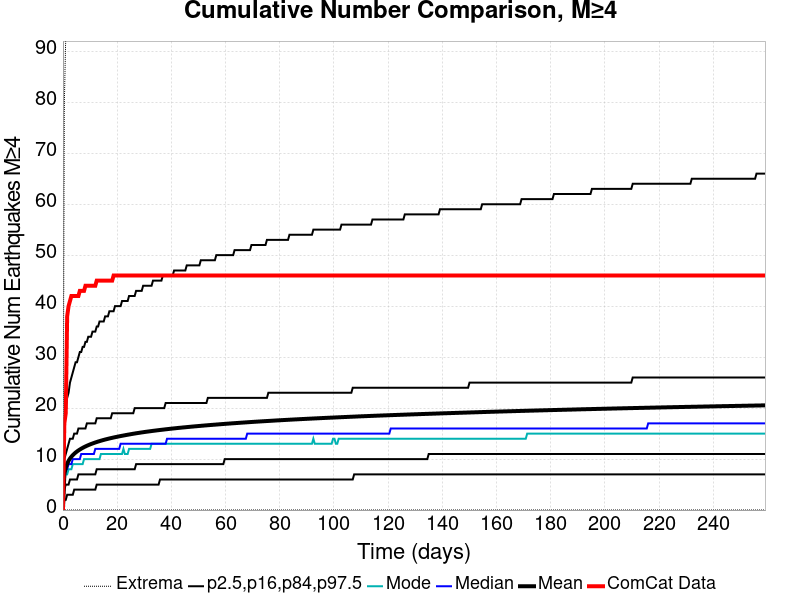 Cumulative Number Comparison, M≥4
Cumulative Num Earthquakes M≥4
90
80
70
60
50
40
30
20
10
0
0 20 40 60 80 100 120 140 160 180 200 220 240
Time (days)
Extrema p2.5,p16,p84,p97.5 Mode Median Mean ComCat Data